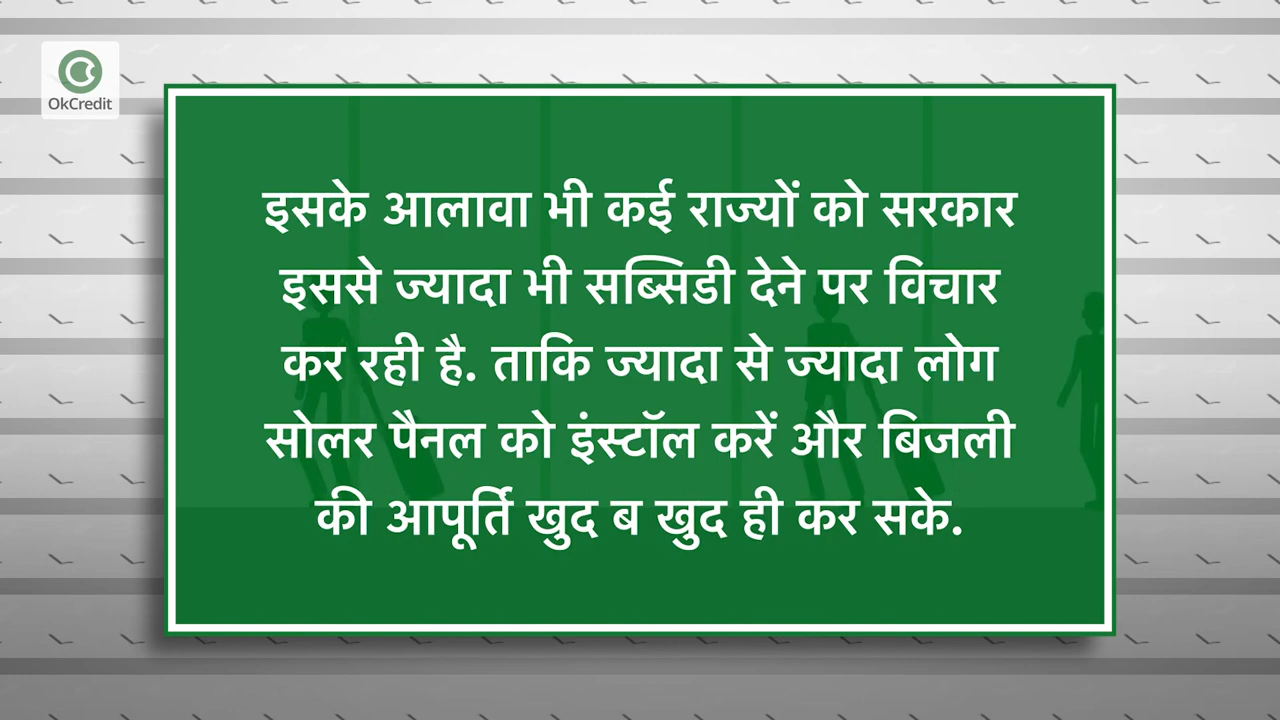 OkCredit
इसके आलावा भी कई राज्यों को सरकार
इससे ज्यादा भी सब्सिडी देने पर विचार
कर रही है. ताकि ज्यादा से ज्यादा लोग
सोलर पैनल को इंस्टॉल करें और बिजली
की आपूर्ति खुद ब खुद ही कर सके.